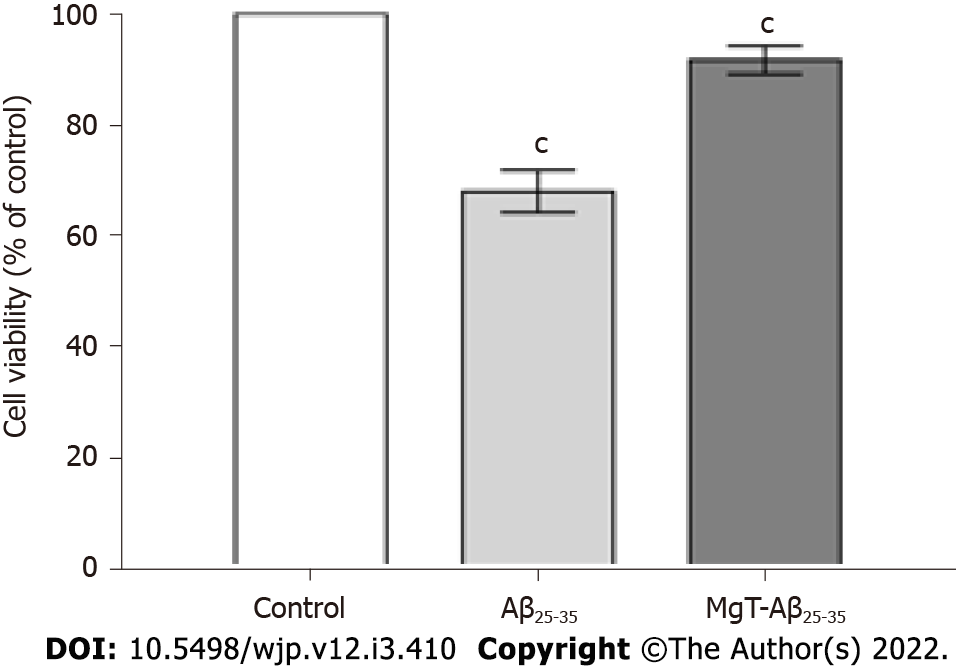 Cell viability (% of control)
100
80
60
40
20
0
c
c
Control
Aβ25-35
MgT-Aβ25-35
DOI: 10.5498/wjp.v12.i3.410 Copyright ©The Author(s) 2022.